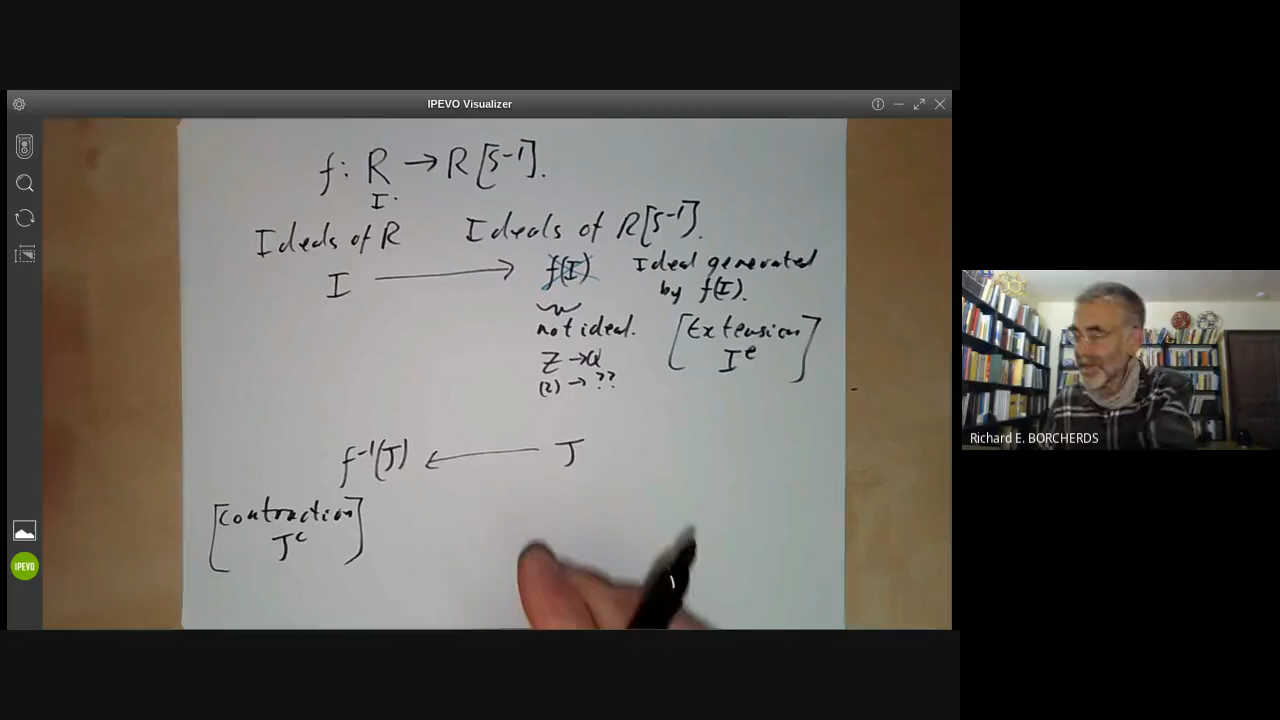 IPEVO Visualizer
f: R → R[S⁻¹].
I.
Ideals of R Ideals of R[S⁻¹].
I → f(I) Ideal generated
by f(I).
not ideal. [Extension
Z → Q Iᵉ]
(2) → ??
f⁻¹(J) ← J
[Contraction
Jᶜ]
IPEVO
Richard E. BORCHERDS